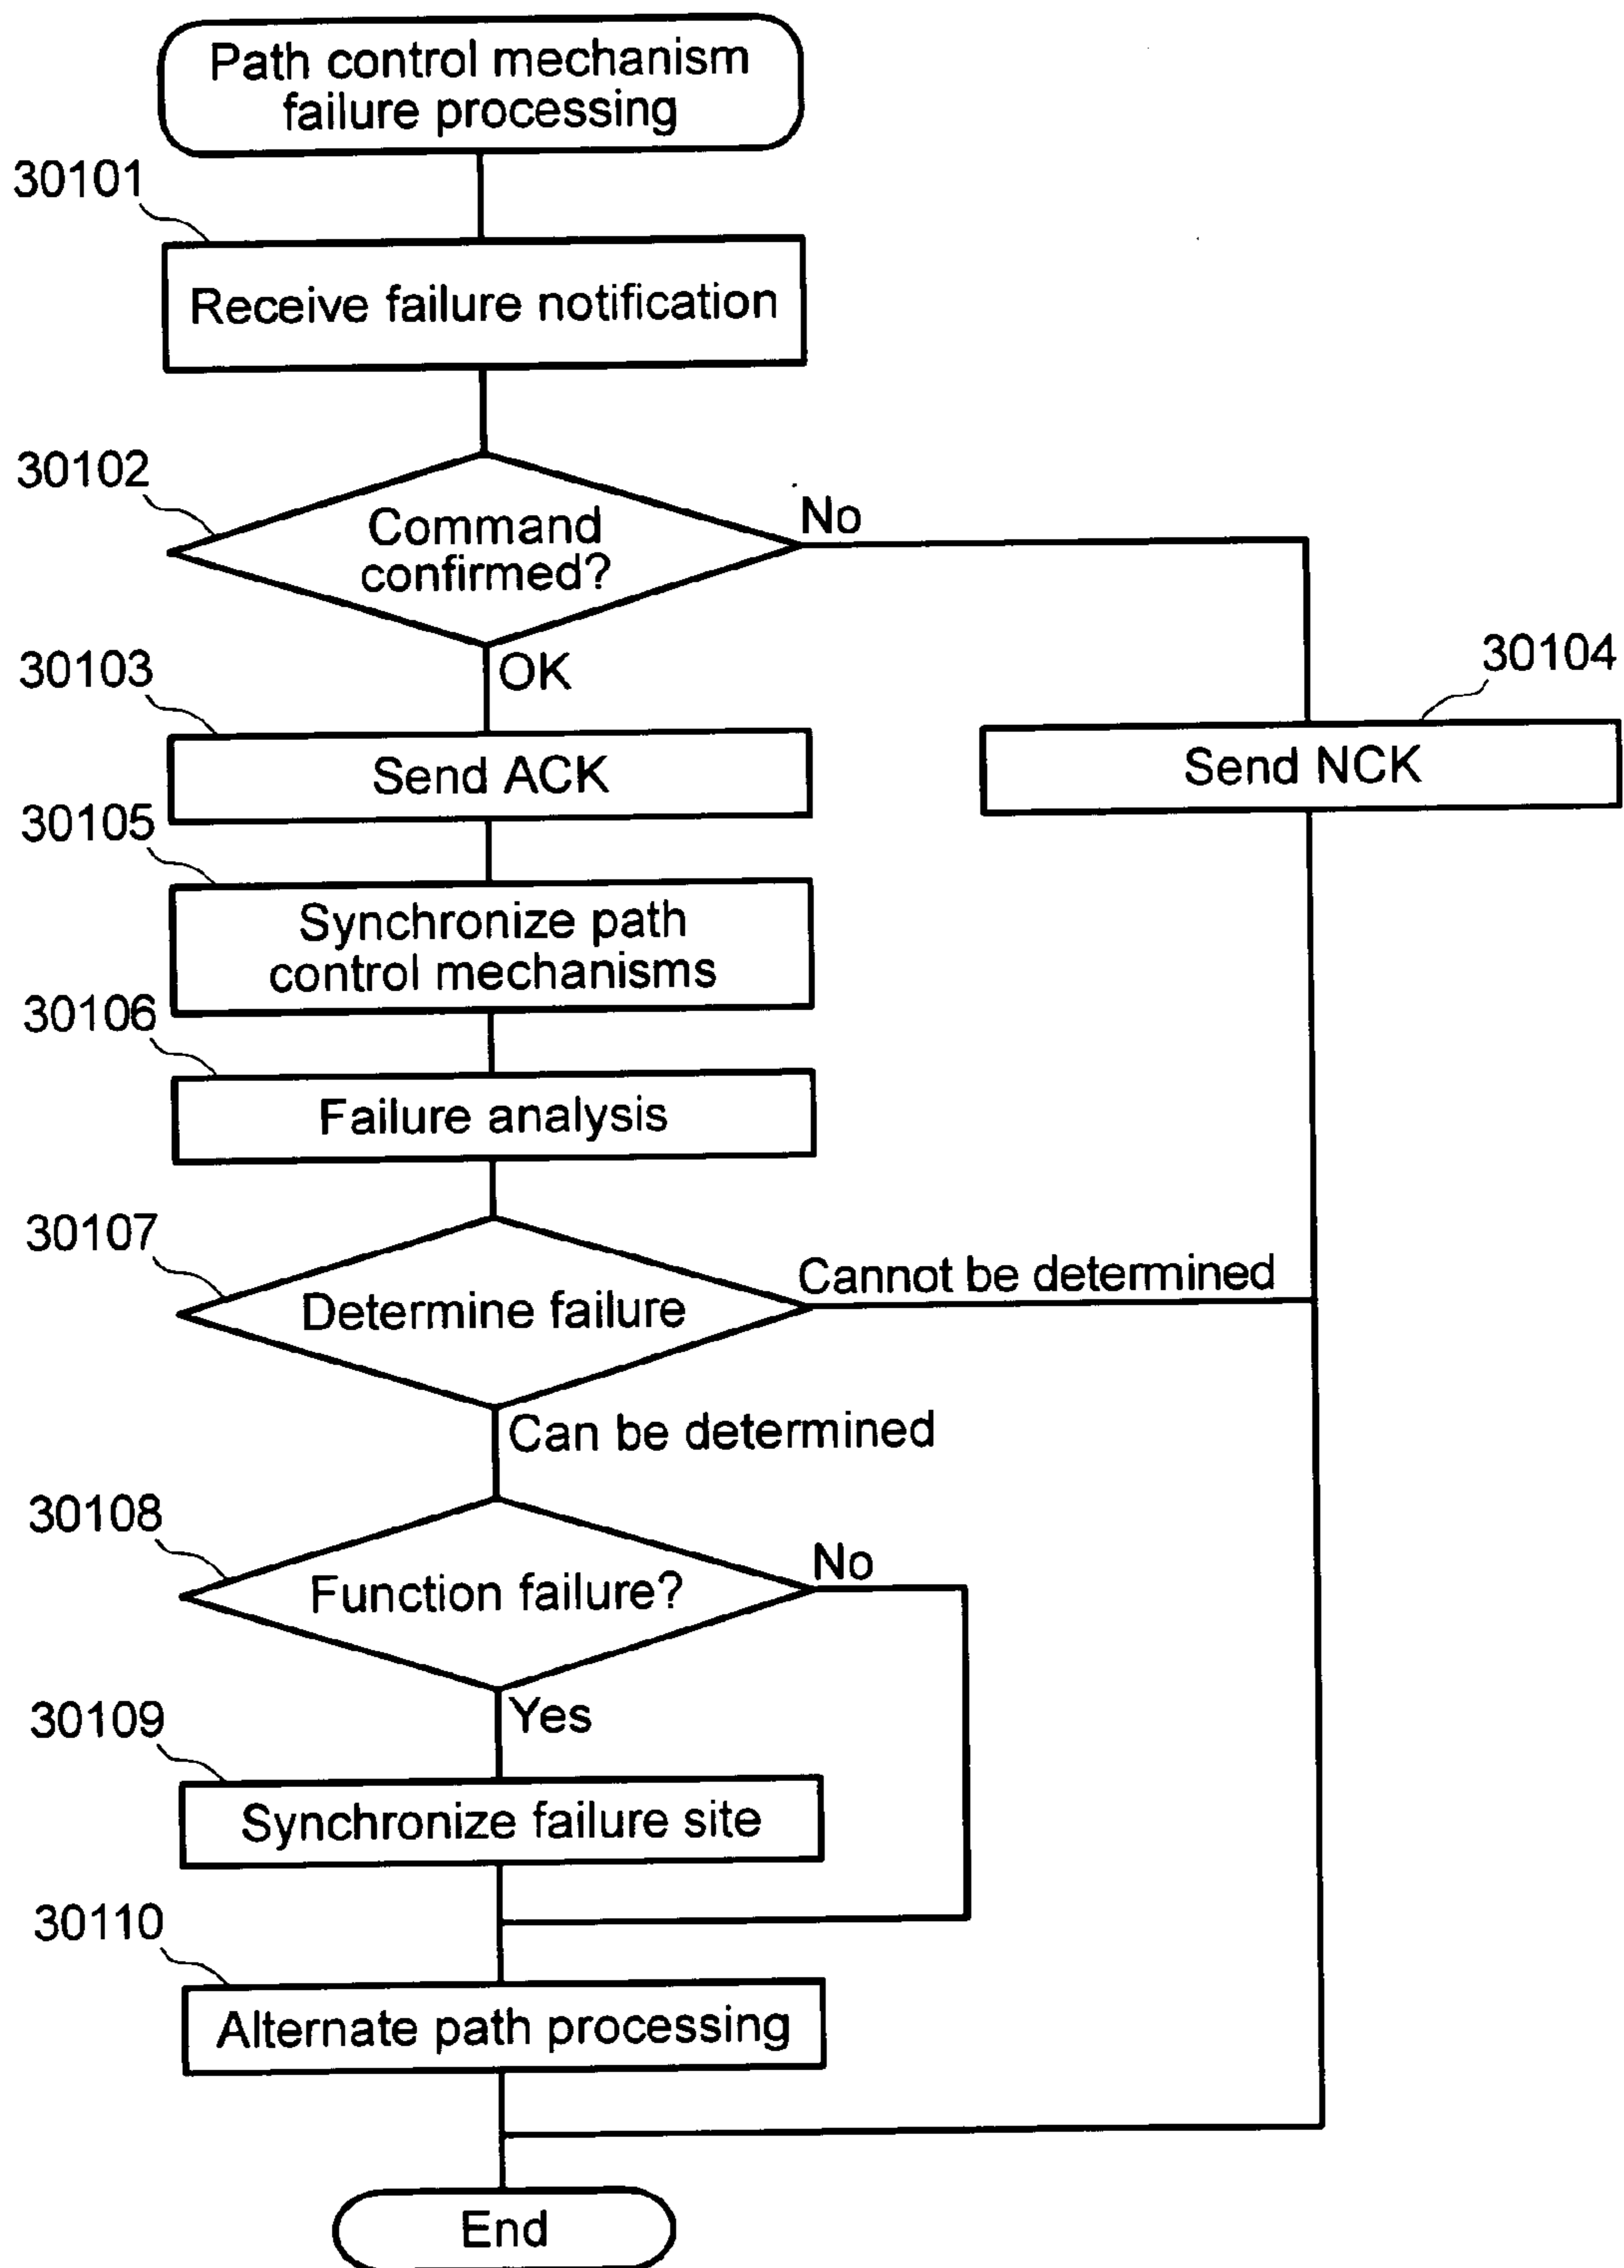 Path control mechanism
failure processing
30101
Receive failure notification
30102
Command
confirmed?
No
OK
30103
Send ACK
30104
Send NCK
30105
Synchronize path
control mechanisms
30106
Failure analysis
30107
Determine failure
Cannot be determined
Can be determined
30108
Function failure?
No
Yes
30109
Synchronize failure site
30110
Alternate path processing
End